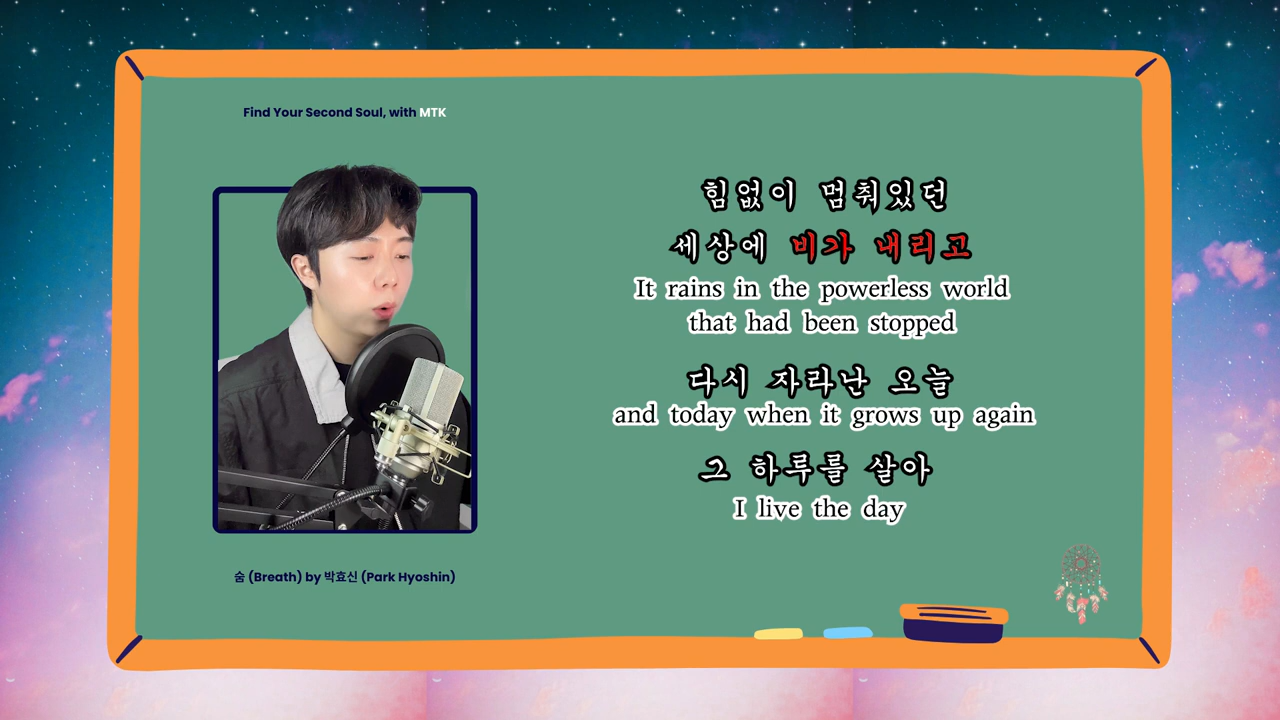 Find Your Second Soul, with MTK
힘없이 멈춰있던
세상에 비가 내리고
It rains in the powerless world
that had been stopped
다시 자라난 오늘
and today when it grows up again
그 하루를 살아
I live the day
숨 (Breath) by 박효신 (Park Hyoshin)